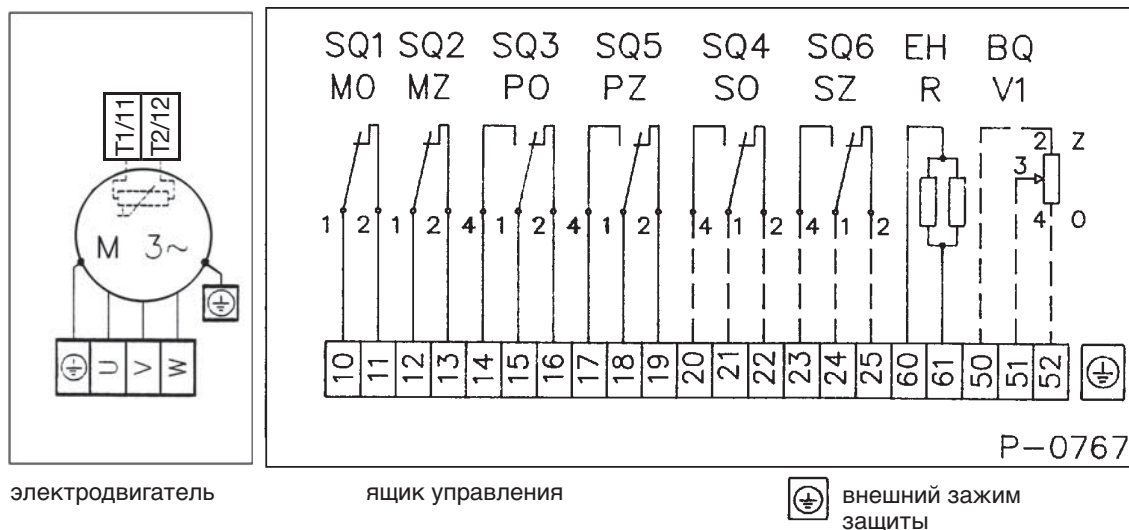 SQ1 SQ2 SQ3 SQ5 SQ4 SQ6 EH BQ
MO MZ PO PZ SO SZ R V1
T1/11 T2/12
2 Z
3
1 2 1 2 4 1 2 4 1 2 4 1 2 4 1 2 4 O
M 3~
U V W
10 11 12 13 14 15 16 17 18 19 20 21 22 23 24 25 60 61 50 51 52
P-0767
электродвигатель
ящик управления
внешний зажим
защиты